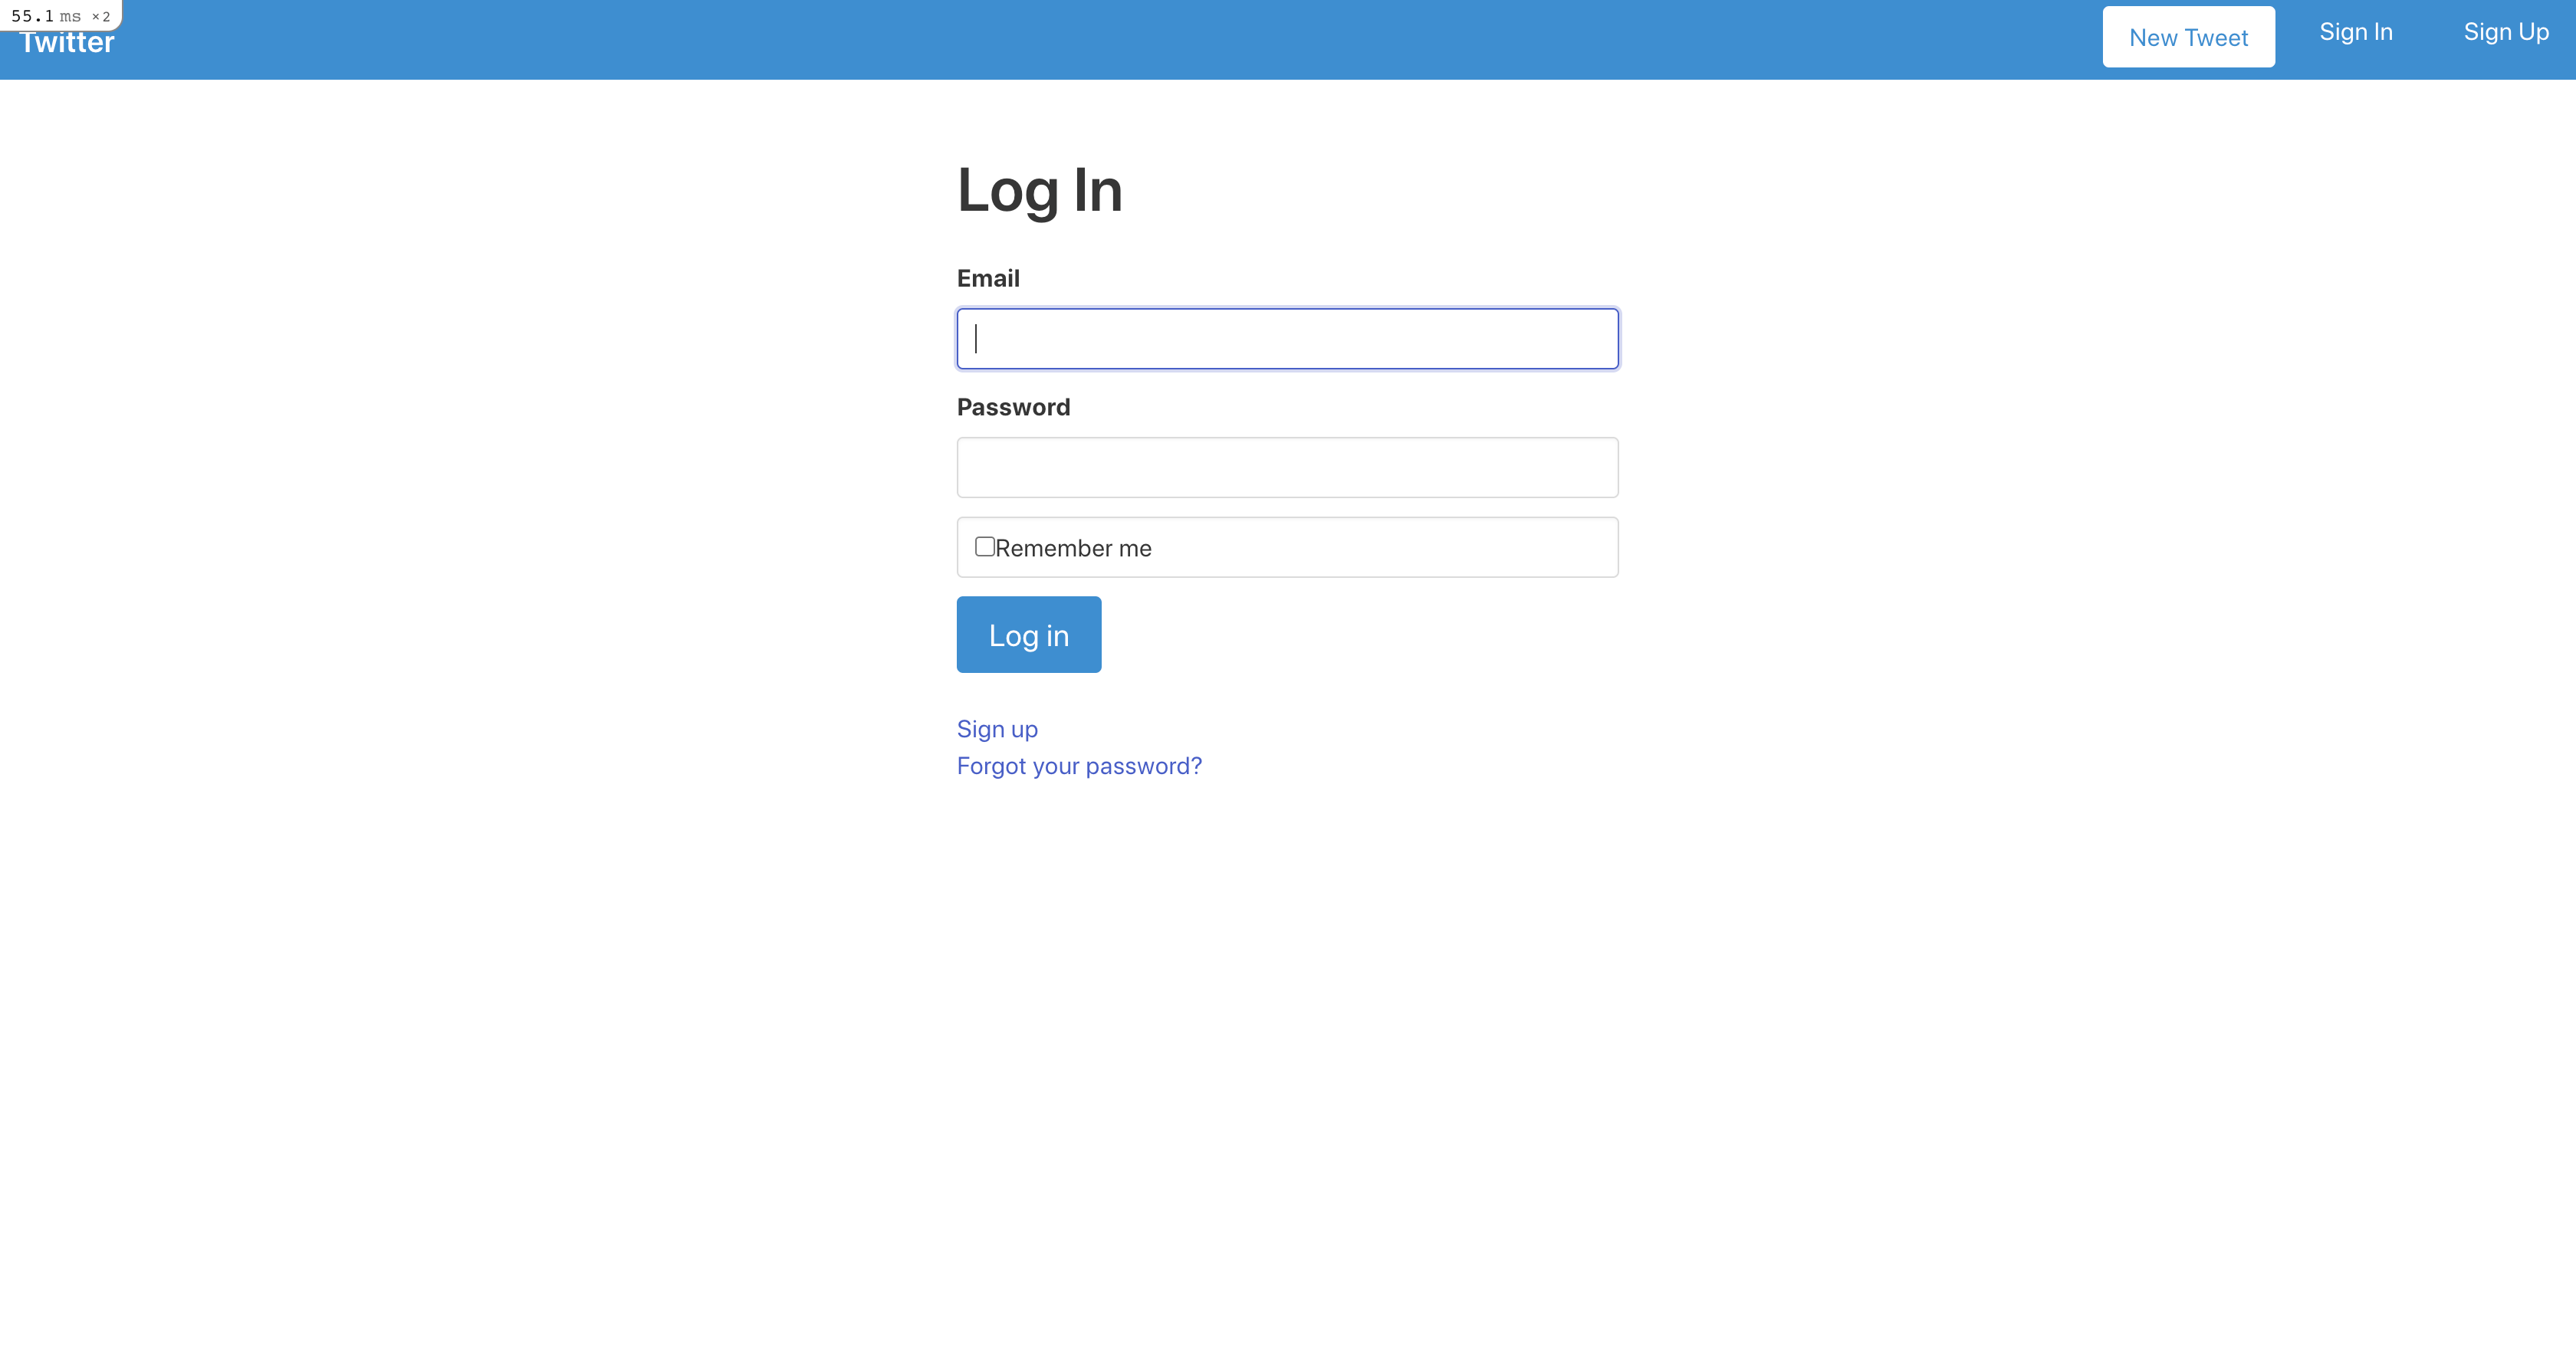 55.1 ms ×2
Twitter
New Tweet
Sign In
Sign Up
Log In
Email
Password
Remember me
Log in
Sign up
Forgot your password?